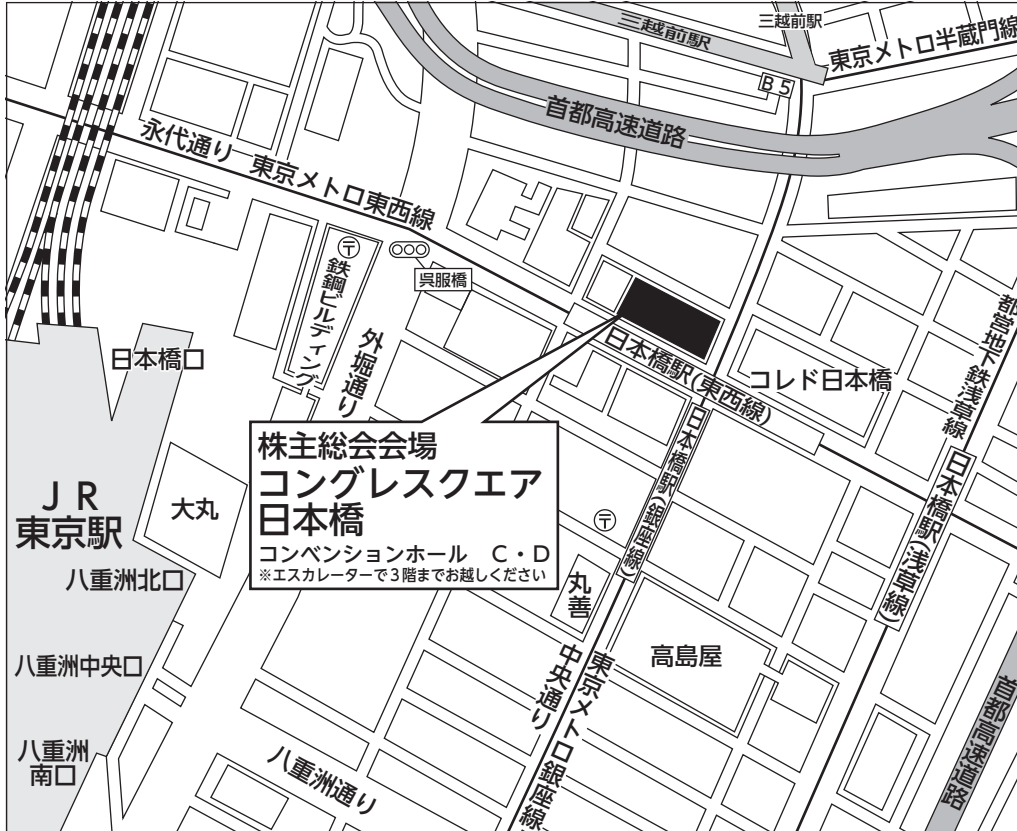 三越前駅
三越前駅
東京メトロ半蔵門線
B5
首都高速道路
永代通り 東京メトロ東西線
〒
鉄鋼ビルディング
呉服橋
外堀通り
日本橋口
日本橋駅(東西線)
コレド日本橋
都営地下鉄浅草線
日本橋駅(浅草線)
日本橋駅(銀座線)
株主総会会場
コングレスクエア
日本橋
コンベンションホール C・D
※エスカレーターで3階までお越しください
JR
東京駅
大丸
〒
丸善
八重洲北口
八重洲中央口
八重洲
南口
高島屋
中央通り
東京メトロ銀座線
八重洲通り
首都高速道路